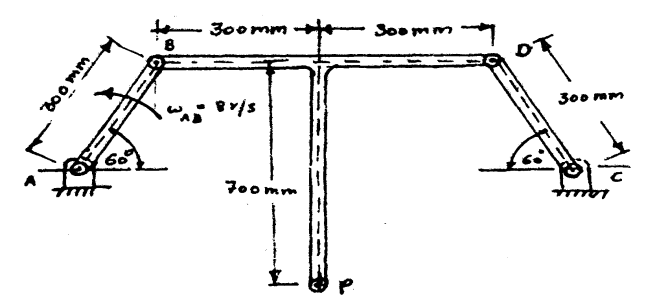 300mm 300mm
B D
300mm
ω_AB = 8 r/s
300mm
60° 60°
A C
700mm
P